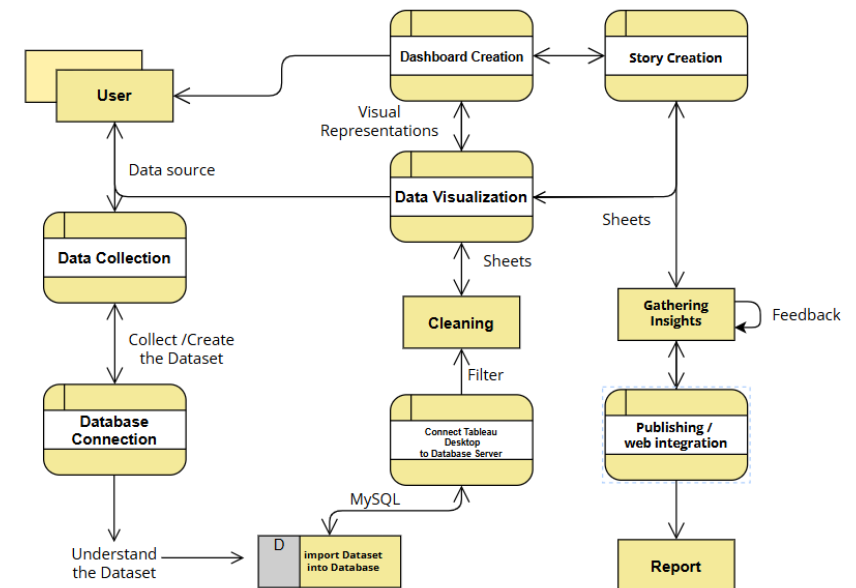 Dashboard Creation
Story Creation
User
Visual
Representations
Data source
Data Visualization
Sheets
Data Collection
Sheets
Gathering
Insights
Feedback
Cleaning
Collect /Create
the Dataset
Filter
Database
Connection
Connect Tableau
Desktop
to Database Server
Publishing /
web integration
MySQL
D
Understand
the Dataset
import Dataset
into Database
Report